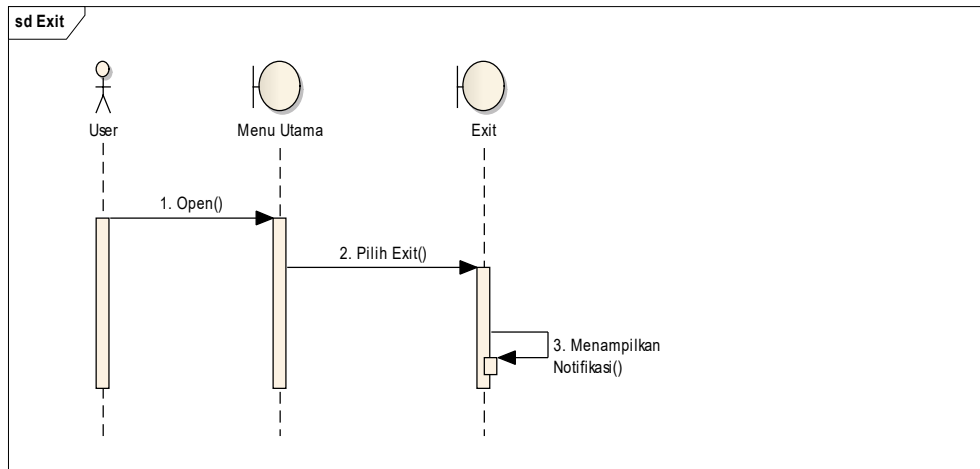 sd Exit
User
Menu Utama
Exit
1. Open()
2. Pilih Exit()
3. Menampilkan
Notifikasi()